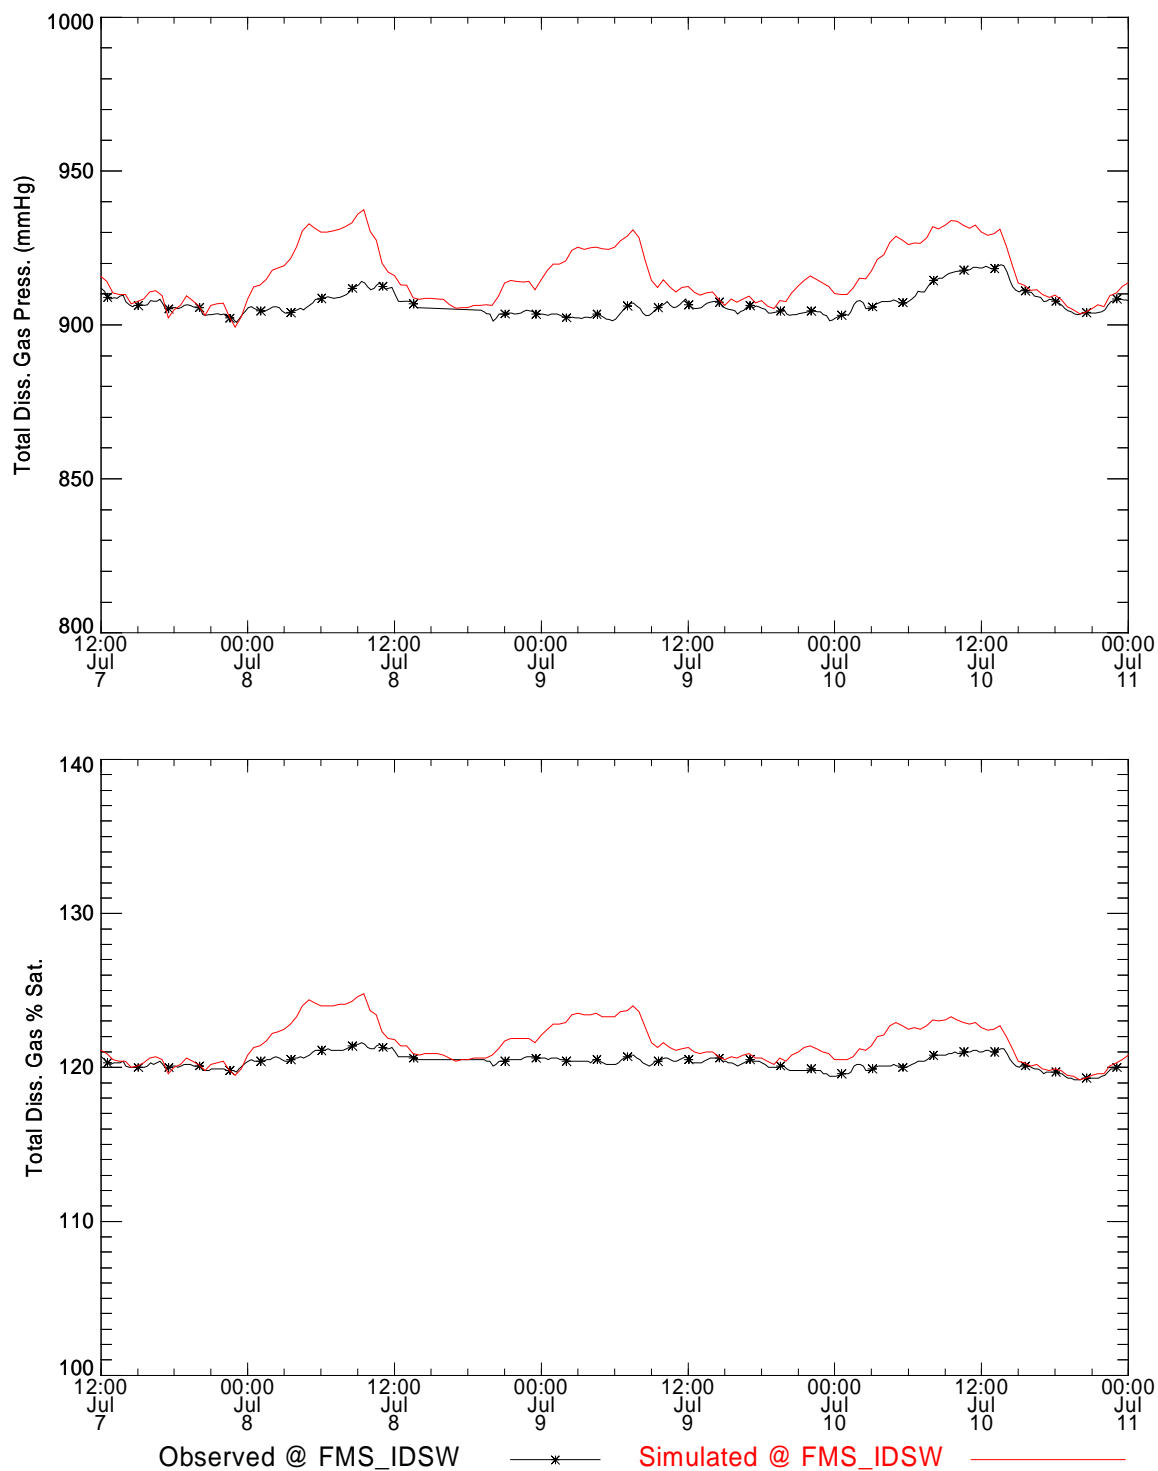 1000
950
900
850
800
Total Diss. Gas Press. (mmHg)
12:00 00:00 12:00 00:00 12:00 00:00 12:00 00:00
Jul Jul Jul Jul Jul Jul Jul Jul
7 8 8 9 9 10 10 11
140
130
120
110
100
Total Diss. Gas % Sat.
12:00 00:00 12:00 00:00 12:00 00:00 12:00 00:00
Jul Jul Jul Jul Jul Jul Jul Jul
7 8 8 9 9 10 10 11
Observed @ FMS_IDSW Simulated @ FMS_IDSW